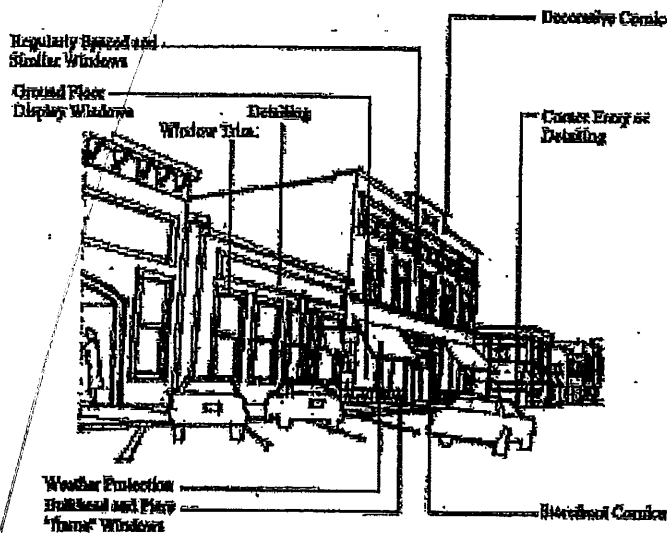 Decorative Cornice
Regularly Spaced and
Similar Windows
Ground Floor
Display Windows
Detailing
Window Trim
Corner Entry or
Detailing
Weather Protection
Bulkhead and Piers
"frame" Windows
Storefront Cornice